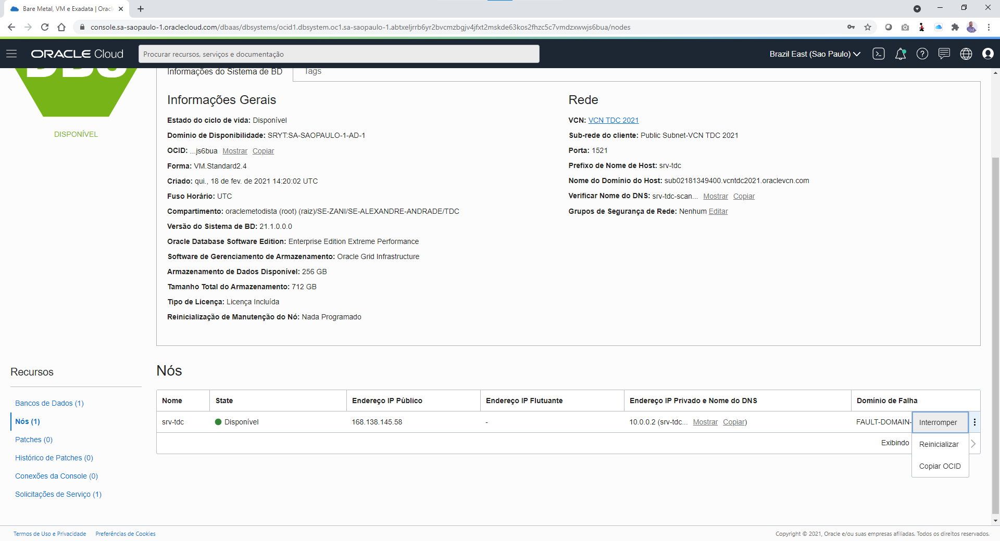 Bare Metal, VM e Exadata | Oracl
console.sa-saopaulo-1.oraclecloud.com/dbaas/dbsystems/ocid1.dbsystem.oc1.sa-saopaulo-1.abtxeljrrb6yr2bvcmzbgjv4jfxt2mskde63kos2fhzc5c7vmdzxwwjs6bua/nodes
ORACLE Cloud
Procurar recursos, serviços e documentação
Brazil East (Sao Paulo)
Informações do Sistema de BD
Tags
DISPONÍVEL
Informações Gerais
Estado do ciclo de vida: Disponível
Domínio de Disponibilidade: SRYT:SA-SAOPAULO-1-AD-1
OCID: ...js6bua Mostrar Copiar
Forma: VM.Standard2.4
Criado: qui., 18 de fev. de 2021 14:20:02 UTC
Fuso Horário: UTC
Compartimento: oraclemetodista (root) (raiz)/SE-ZANI/SE-ALEXANDRE-ANDRADE/TDC
Versão do Sistema de BD: 21.1.0.0.0
Oracle Database Software Edition: Enterprise Edition Extreme Performance
Software de Gerenciamento de Armazenamento: Oracle Grid Infrastructure
Armazenamento de Dados Disponível: 256 GB
Tamanho Total do Armazenamento: 712 GB
Tipo de Licença: Licença Incluída
Reinicialização de Manutenção do Nó: Nada Programado
Rede
VCN: VCN TDC 2021
Sub-rede do cliente: Public Subnet-VCN TDC 2021
Porta: 1521
Prefixo de Nome de Host: srv-tdc
Nome do Domínio do Host: sub02181349400.vcntdc2021.oraclevcn.com
Verificar Nome do DNS: srv-tdc-scan... Mostrar Copiar
Grupos de Segurança de Rede: Nenhum Editar
Recursos
Bancos de Dados (1)
Nós (1)
Patches (0)
Histórico de Patches (0)
Conexões da Console (0)
Solicitações de Serviço (1)
Nós
Nome State Endereço IP Público Endereço IP Flutuante Endereço IP Privado e Nome do DNS Domínio de Falha
srv-tdc Disponível 168.138.145.58 - 10.0.0.2 (srv-tdc... Mostrar Copiar) FAULT-DOMAIN-
Exibindo
Interromper
Reinicializar
Copiar OCID
Termos de Uso e Privacidade Preferências de Cookies
Copyright © 2021, Oracle e/ou suas empresas afiliadas. Todos os direitos reservados.